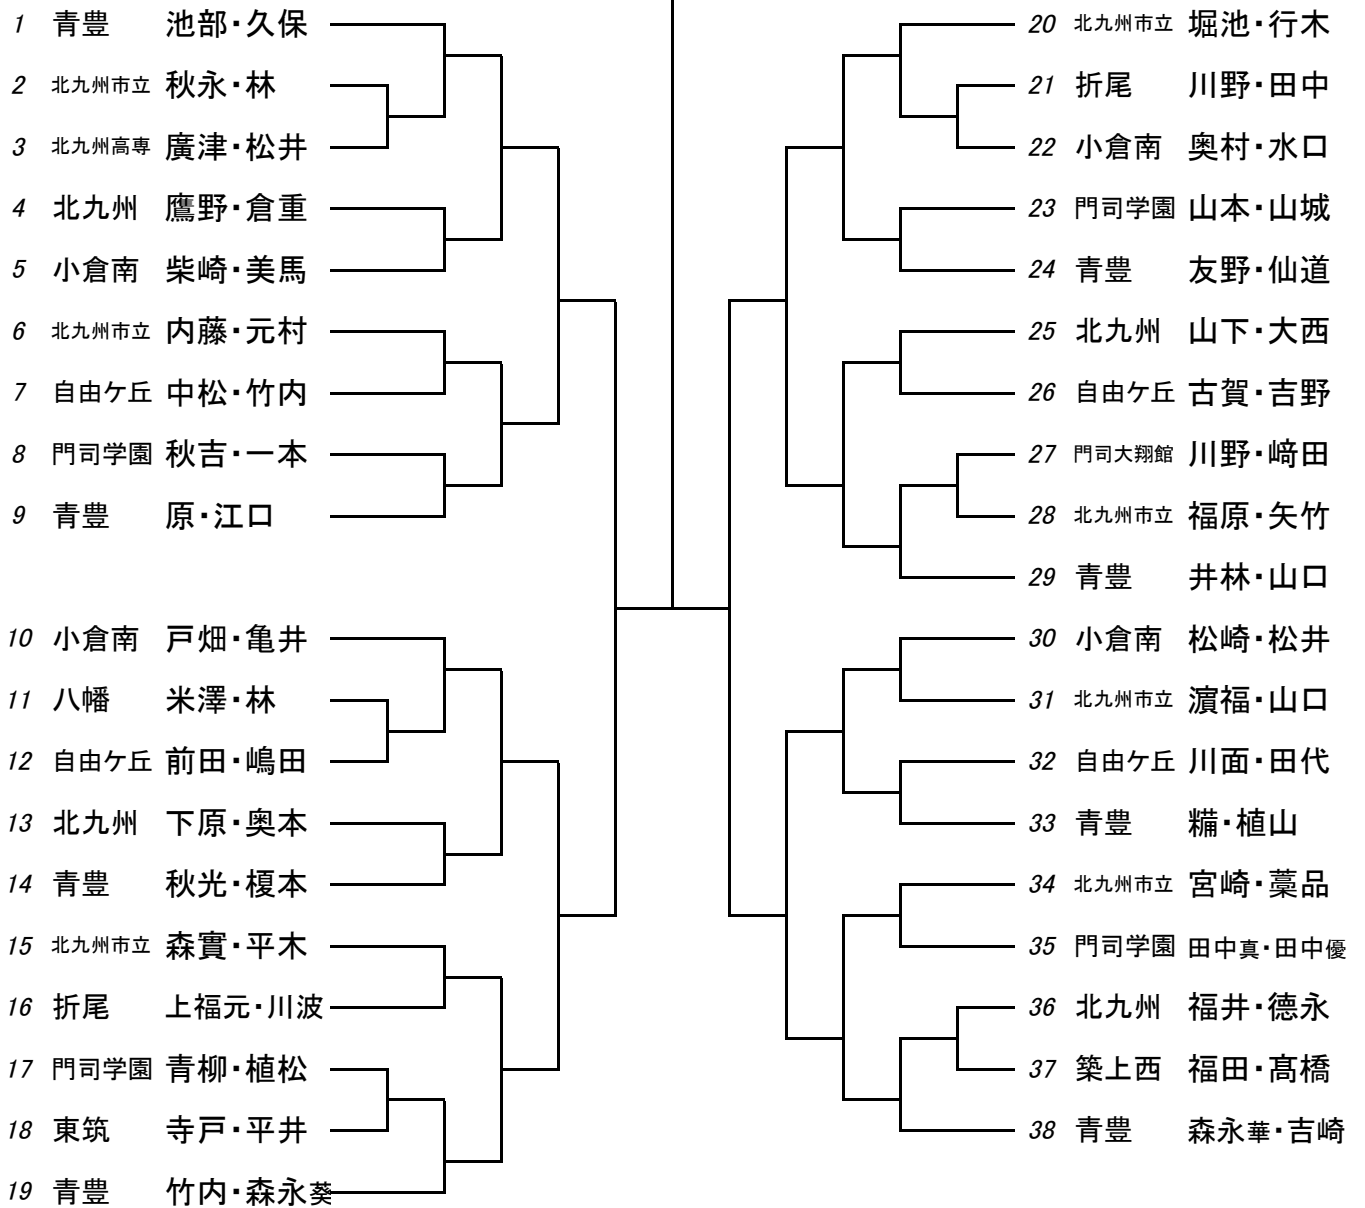 1 青豊 池部・久保
2 北九州市立 秋永・林
3 北九州高専 廣津・松井
4 北九州 鷹野・倉重
5 小倉南 柴崎・美馬
6 北九州市立 内藤・元村
7 自由ケ丘 中松・竹内
8 門司学園 秋吉・一本
9 青豊 原・江口
10 小倉南 戸畑・亀井
11 八幡 米澤・林
12 自由ケ丘 前田・嶋田
13 北九州 下原・奥本
14 青豊 秋光・榎本
15 北九州市立 森實・平木
16 折尾 上福元・川波
17 門司学園 青柳・植松
18 東筑 寺戸・平井
19 青豊 竹内・森永葵
20 北九州市立 堀池・行木
21 折尾 川野・田中
22 小倉南 奥村・水口
23 門司学園 山本・山城
24 青豊 友野・仙道
25 北九州 山下・大西
26 自由ケ丘 古賀・吉野
27 門司大翔館 川野・﨑田
28 北九州市立 福原・矢竹
29 青豊 井林・山口
30 小倉南 松崎・松井
31 北九州市立 濵福・山口
32 自由ケ丘 川面・田代
33 青豊 糒・植山
34 北九州市立 宮崎・藁品
35 門司学園 田中真・田中優
36 北九州 福井・德永
37 築上西 福田・髙橋
38 青豊 森永華・吉崎